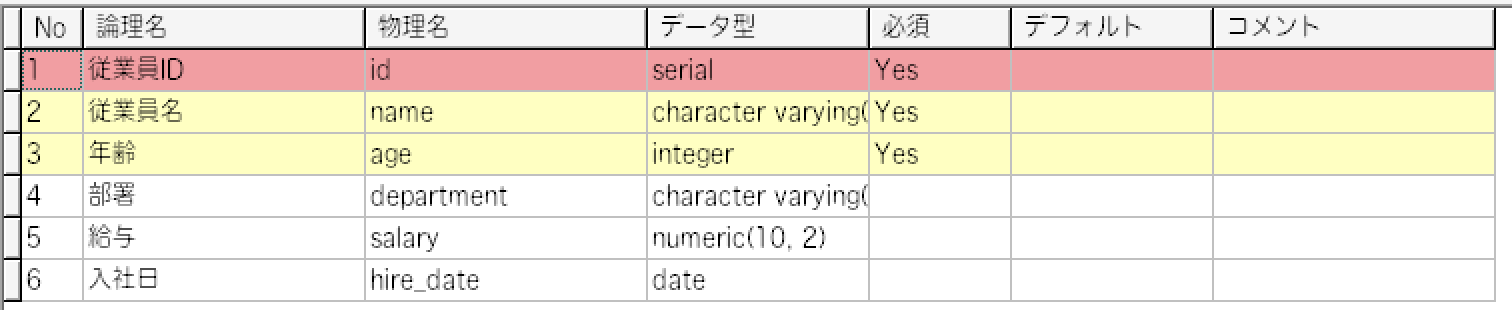 No 論理名 物理名 データ型 必須 デフォルト コメント
1 従業員ID id serial Yes
2 従業員名 name character varying( Yes
3 年齢 age integer Yes
4 部署 department character varying(
5 給与 salary numeric(10, 2)
6 入社日 hire_date date